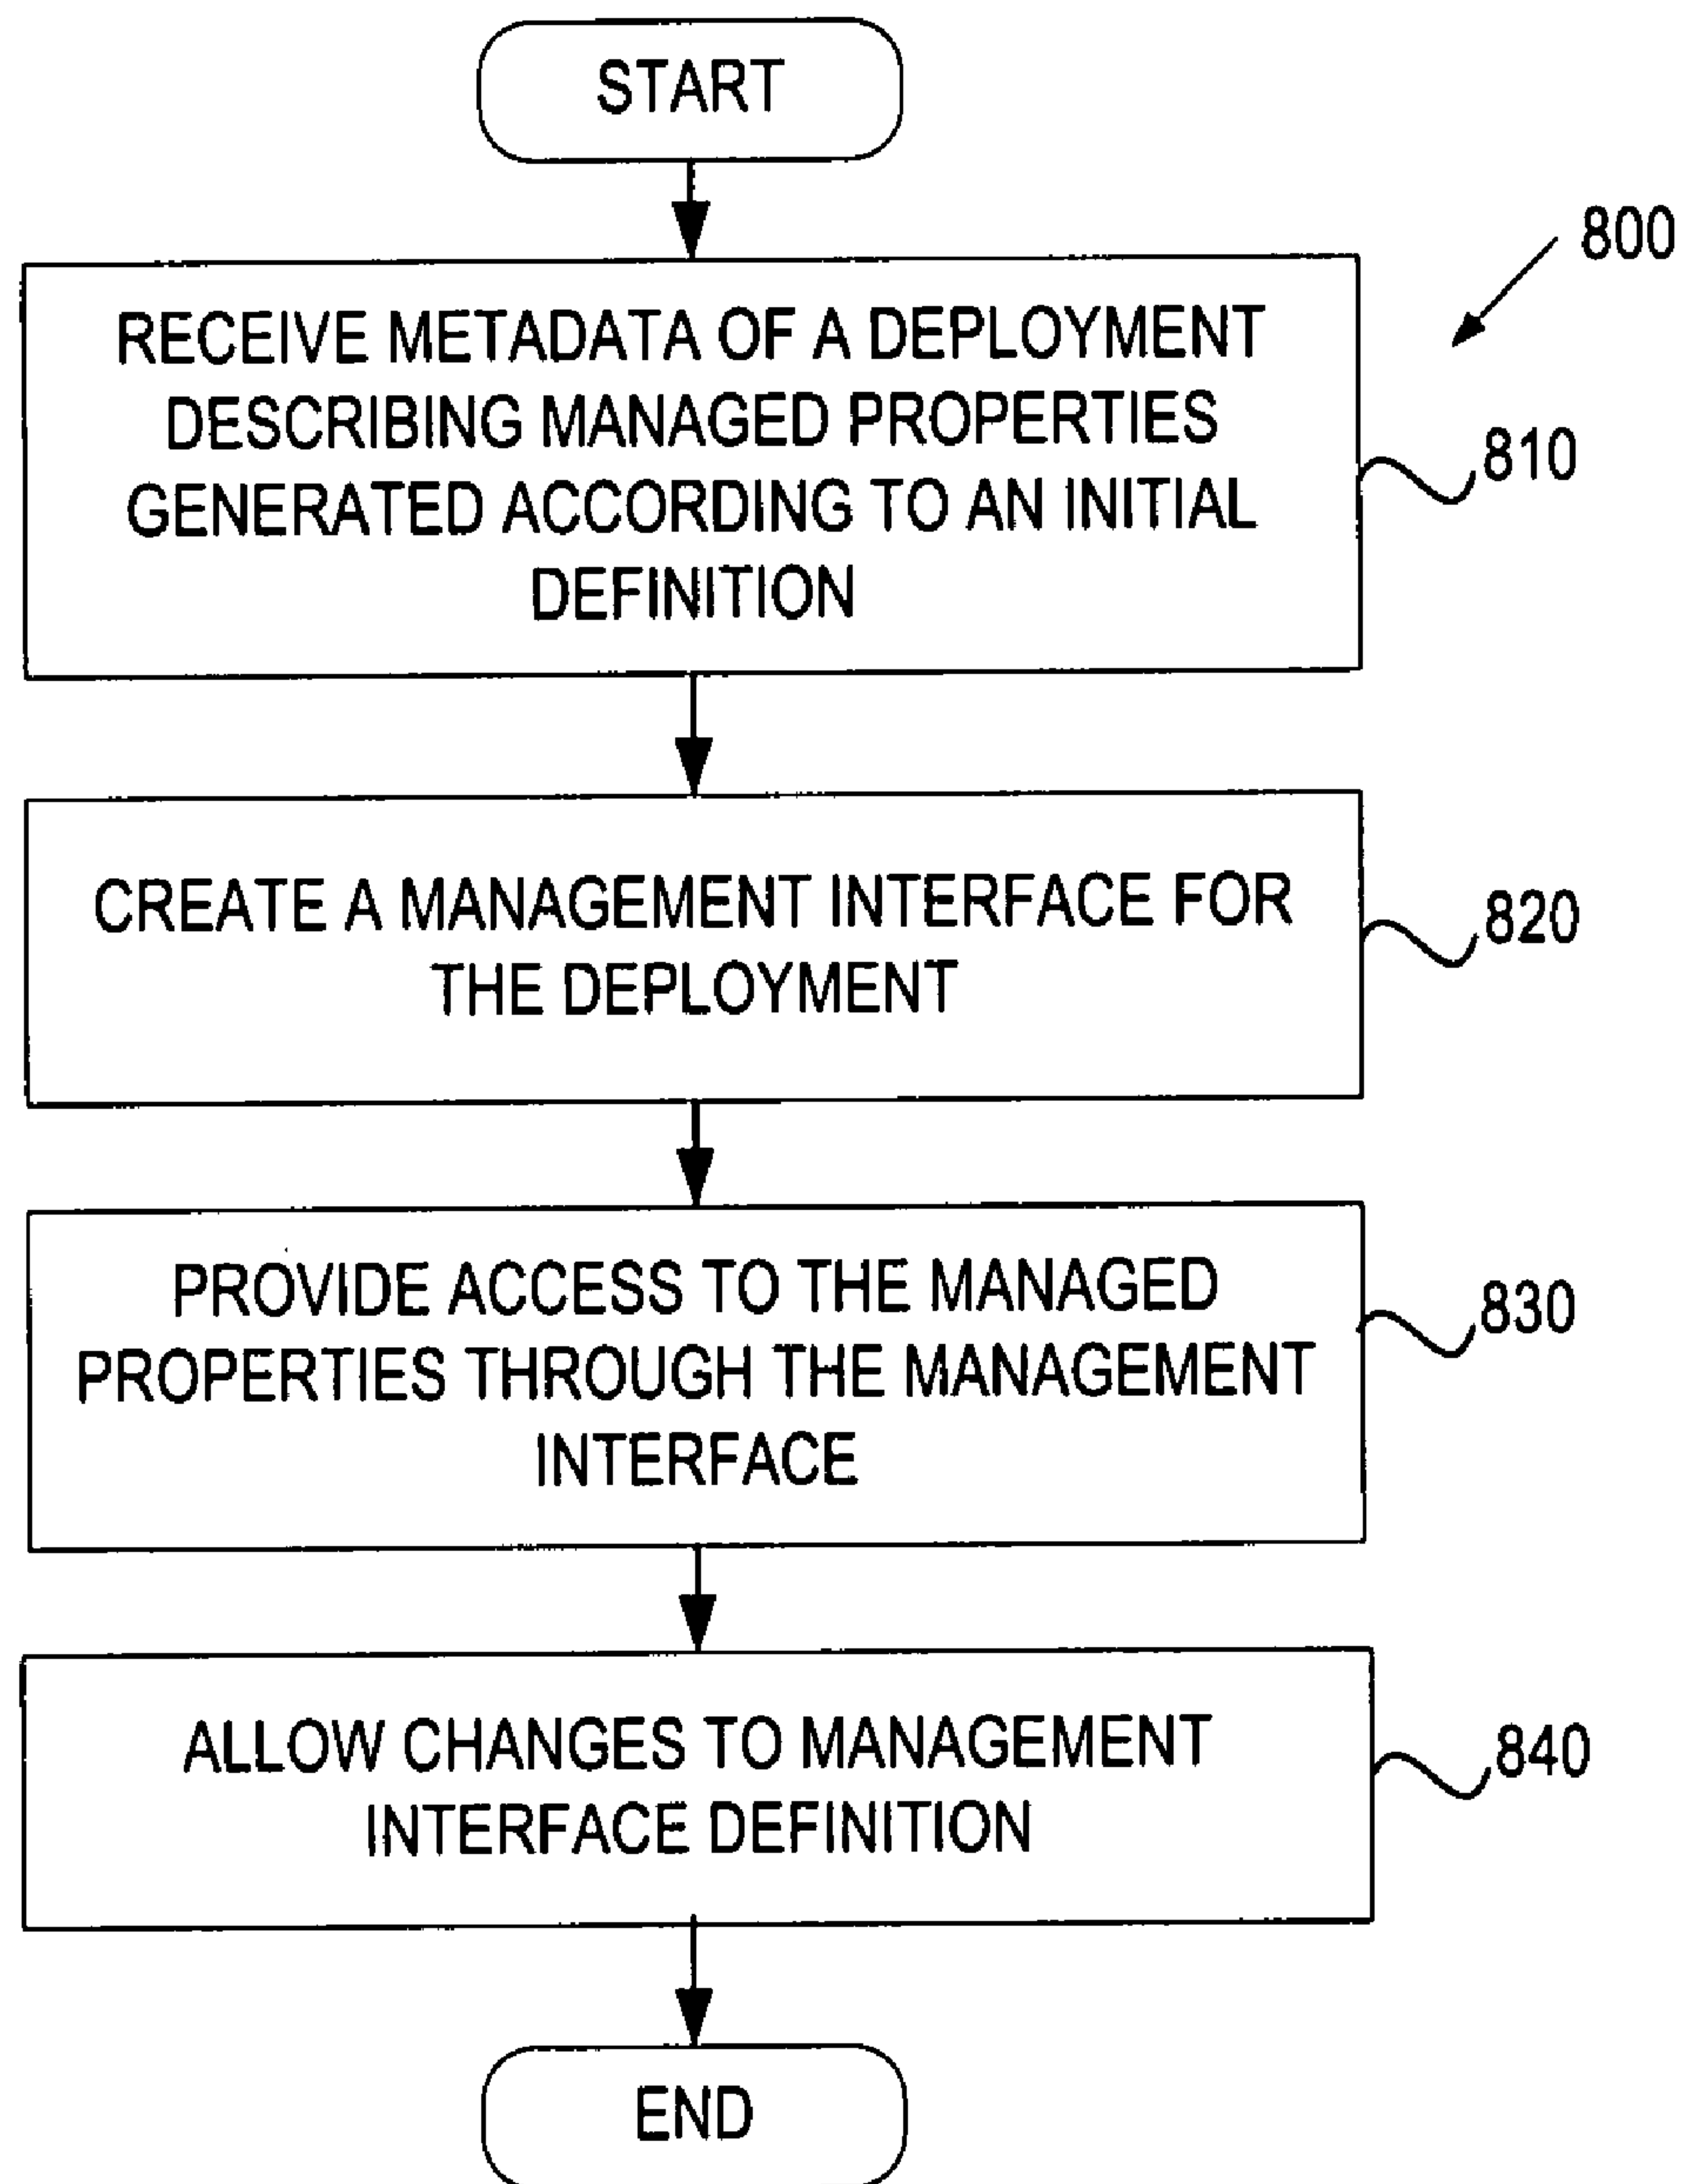 START
800
RECEIVE METADATA OF A DEPLOYMENT
DESCRIBING MANAGED PROPERTIES
GENERATED ACCORDING TO AN INITIAL
DEFINITION
810
CREATE A MANAGEMENT INTERFACE FOR
THE DEPLOYMENT
820
PROVIDE ACCESS TO THE MANAGED
PROPERTIES THROUGH THE MANAGEMENT
INTERFACE
830
ALLOW CHANGES TO MANAGEMENT
INTERFACE DEFINITION
840
END